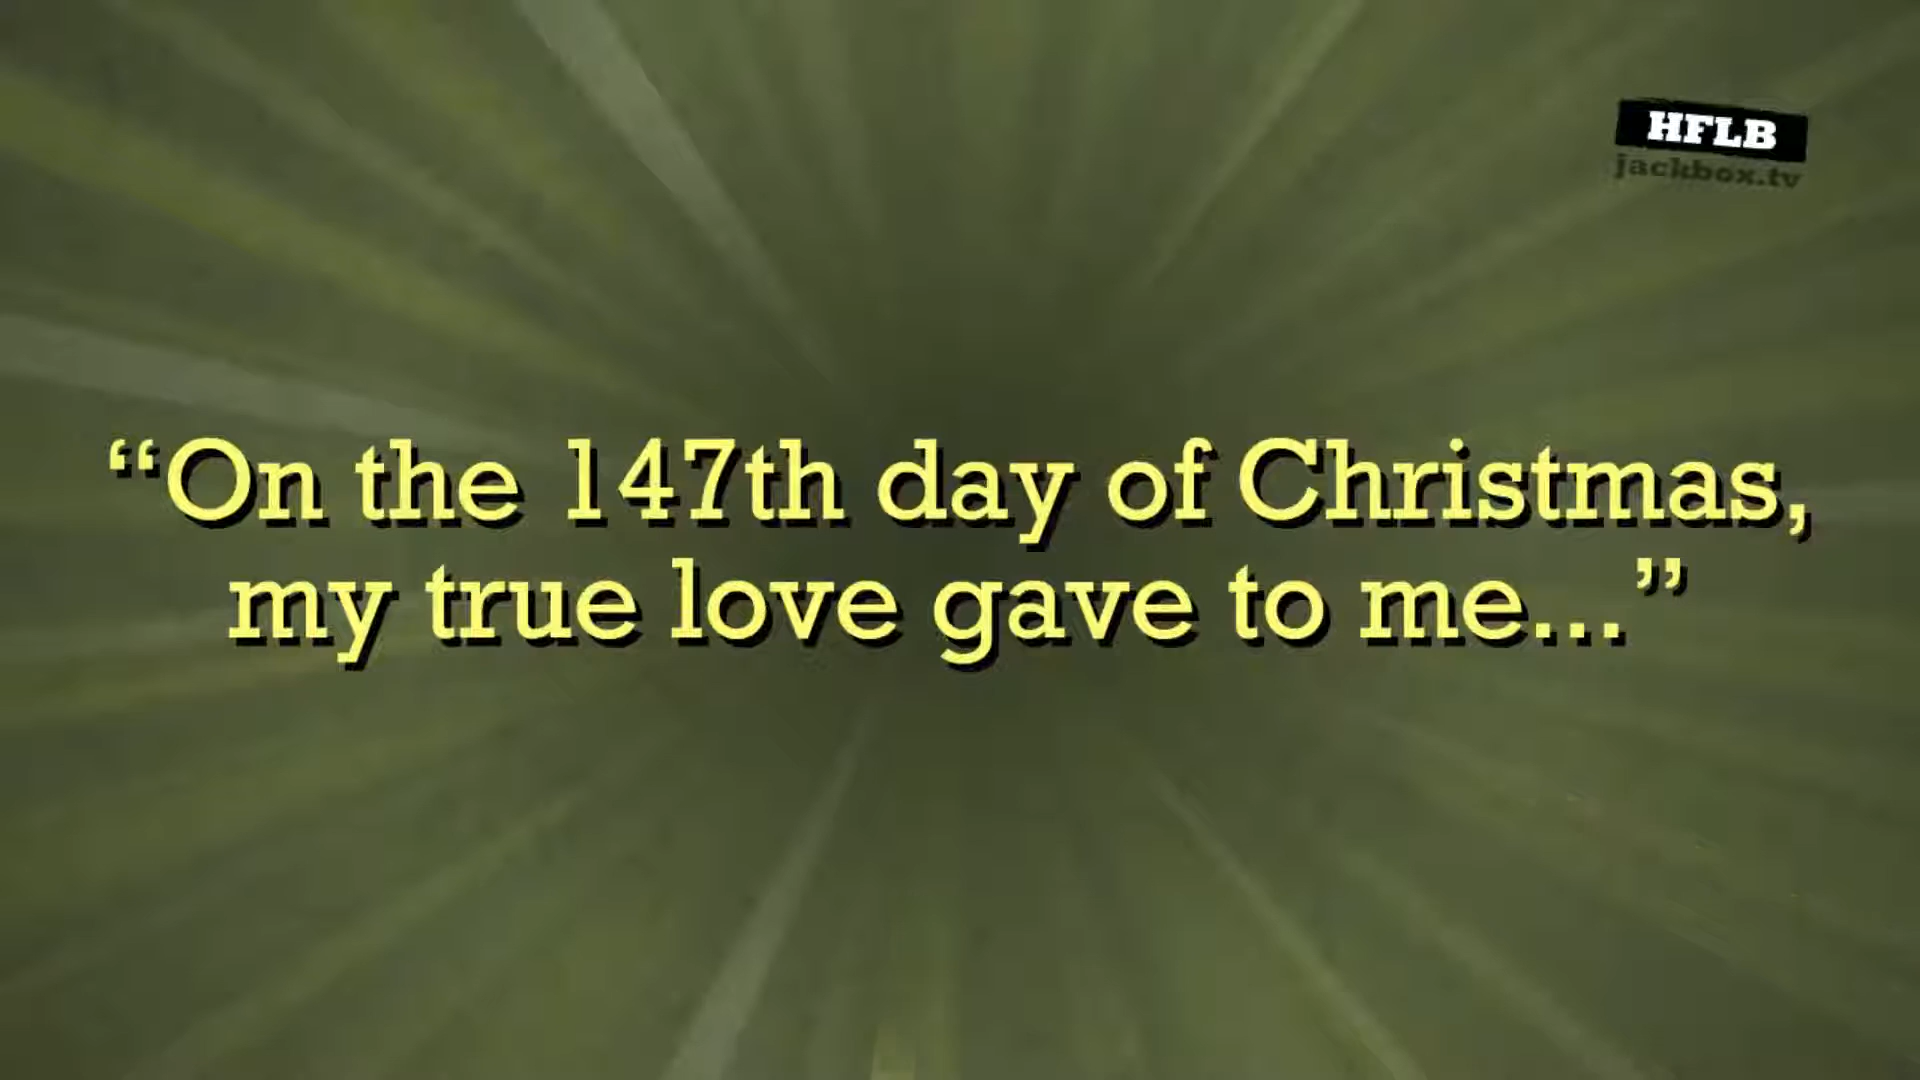 HFLB
jackbox.tv
“On the 147th day of Christmas,
my true love gave to me...”